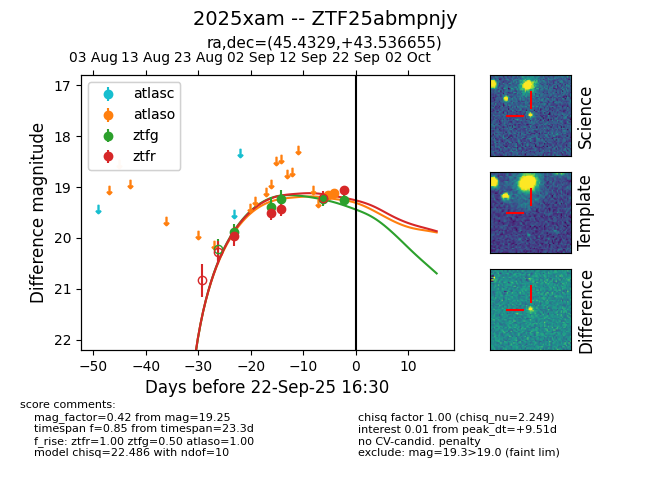 2025xam -- ZTF25abmpnjy
ra,dec=(45.4329,+43.536655)
03 Aug 13 Aug 23 Aug 02 Sep 12 Sep 22 Sep 02 Oct
17
18
19
20
21
22
Difference magnitude
atlasc
atlaso
ztfg
ztfr
−50 −40 −30 −20 −10 0 10
Days before 22-Sep-25 16:30
Science
Template
Difference
score comments:
mag_factor=0.42 from mag=19.25
timespan f=0.85 from timespan=23.3d
f_rise: ztfr=1.00 ztfg=0.50 atlaso=1.00
model chisq=22.486 with ndof=10
chisq factor 1.00 (chisq_nu=2.249)
interest 0.01 from peak_dt=+9.51d
no CV-candid. penalty
exclude: mag=19.3>19.0 (faint lim)